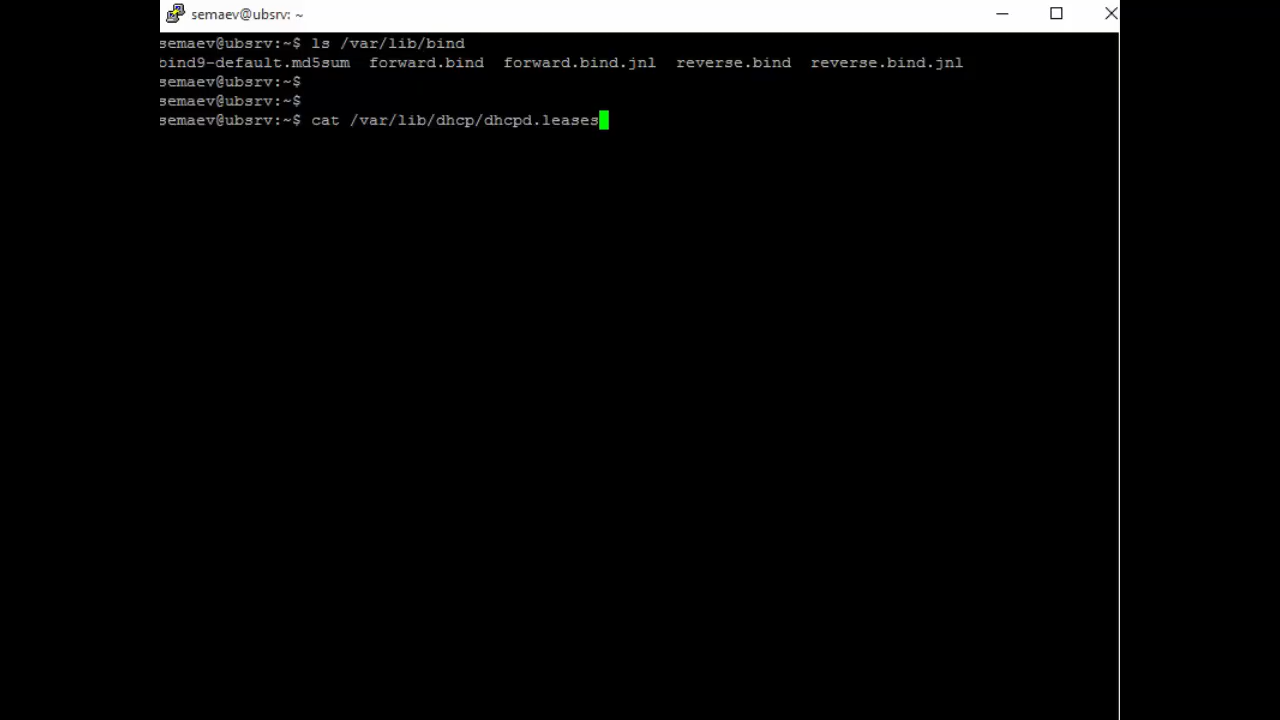 semaev@ubsrv: ~
semaev@ubsrv:~$ ls /var/lib/bind
bind9-default.md5sum  forward.bind  forward.bind.jnl  reverse.bind  reverse.bind.jnl
semaev@ubsrv:~$
semaev@ubsrv:~$
semaev@ubsrv:~$ cat /var/lib/dhcp/dhcpd.leases